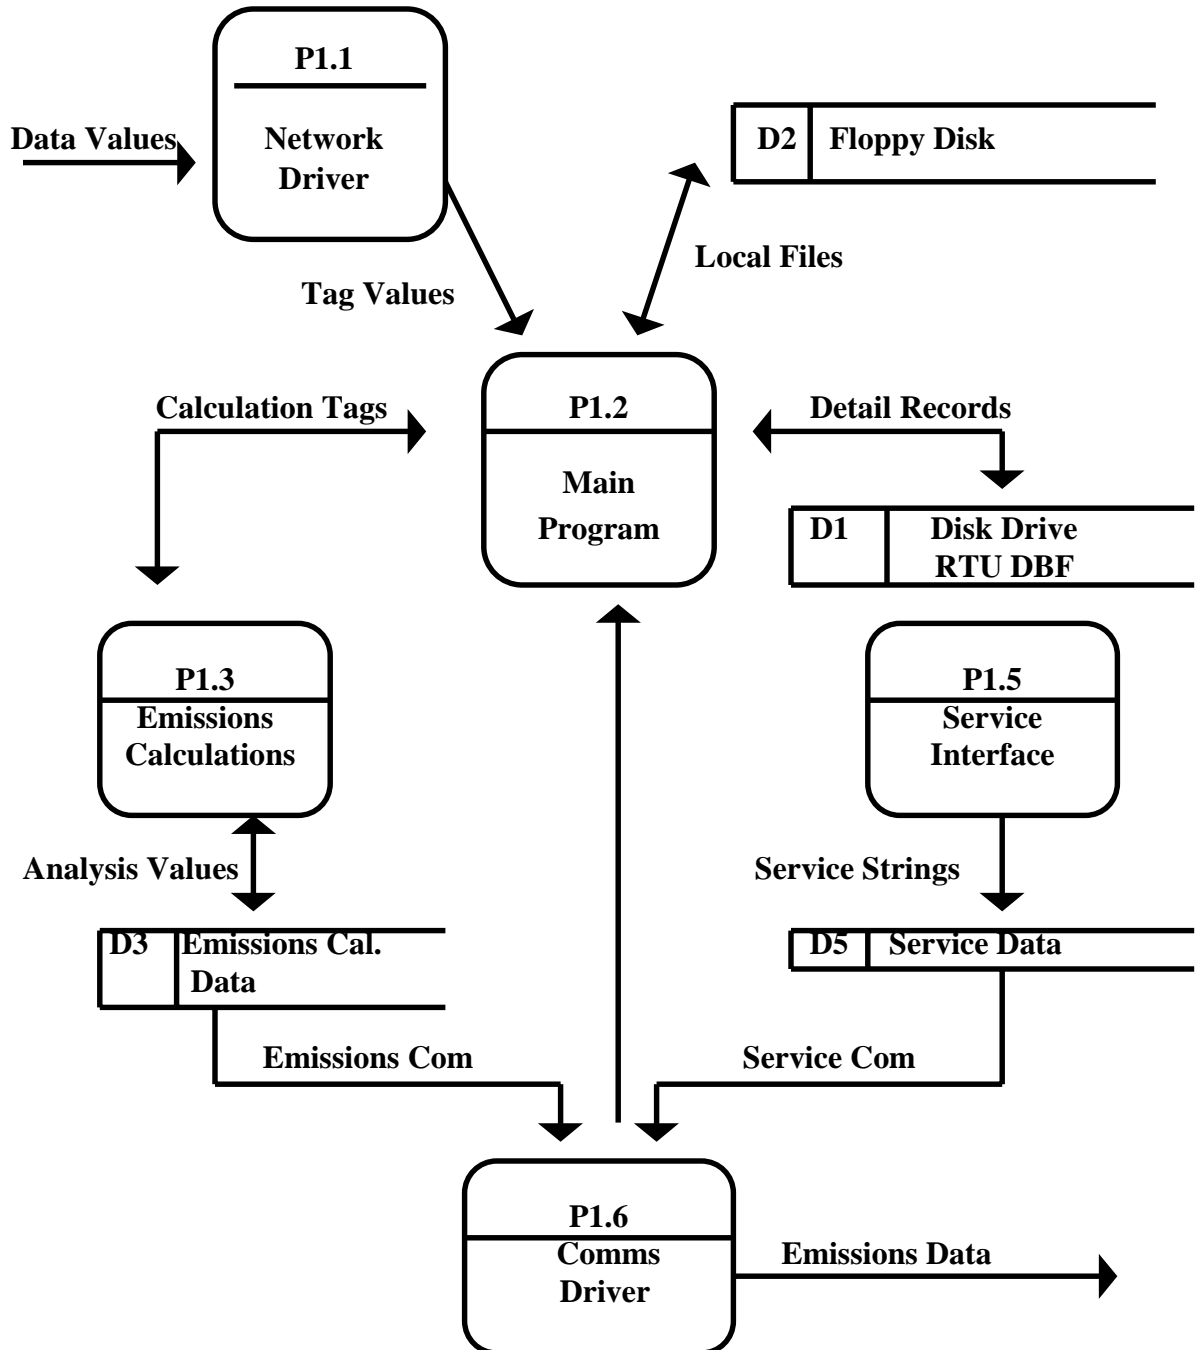 P1.1
Data Values
Network
Driver
D2 Floppy Disk
Local Files
Tag Values
Calculation Tags
P1.2
Detail Records
Main
Program
D1 Disk Drive
RTU DBF
P1.3
Emissions
Calculations
P1.5
Service
Interface
Analysis Values
Service Strings
D3 Emissions Cal.
Data
D5 Service Data
Emissions Com
Service Com
P1.6
Comms
Driver
Emissions Data